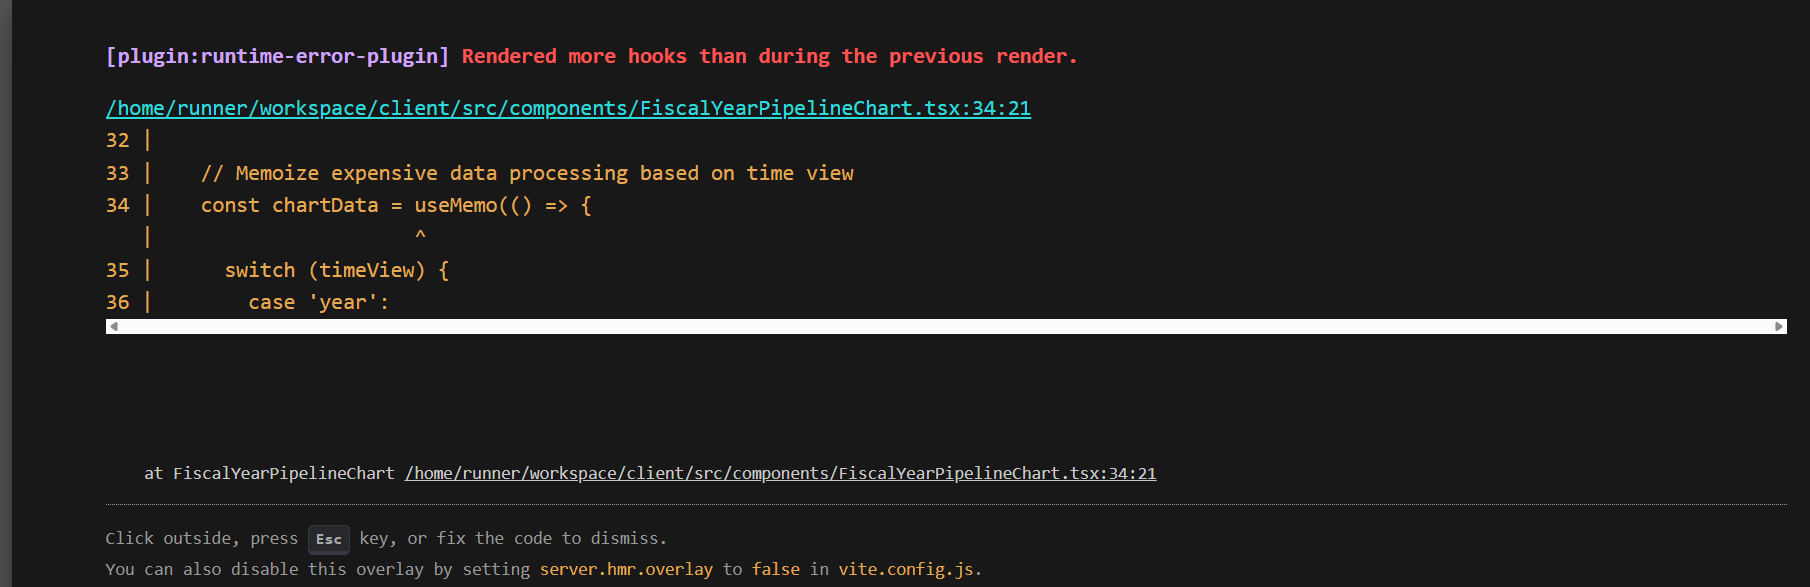 [plugin:runtime-error-plugin] Rendered more hooks than during the previous render.
/home/runner/workspace/client/src/components/FiscalYearPipelineChart.tsx:34:21
32 |
33 |    // Memoize expensive data processing based on time view
34 |    const chartData = useMemo(() => {
   |                      ^
35 |      switch (timeView) {
36 |        case 'year':
at FiscalYearPipelineChart /home/runner/workspace/client/src/components/FiscalYearPipelineChart.tsx:34:21
Click outside, press Esc key, or fix the code to dismiss.
You can also disable this overlay by setting server.hmr.overlay to false in vite.config.js.